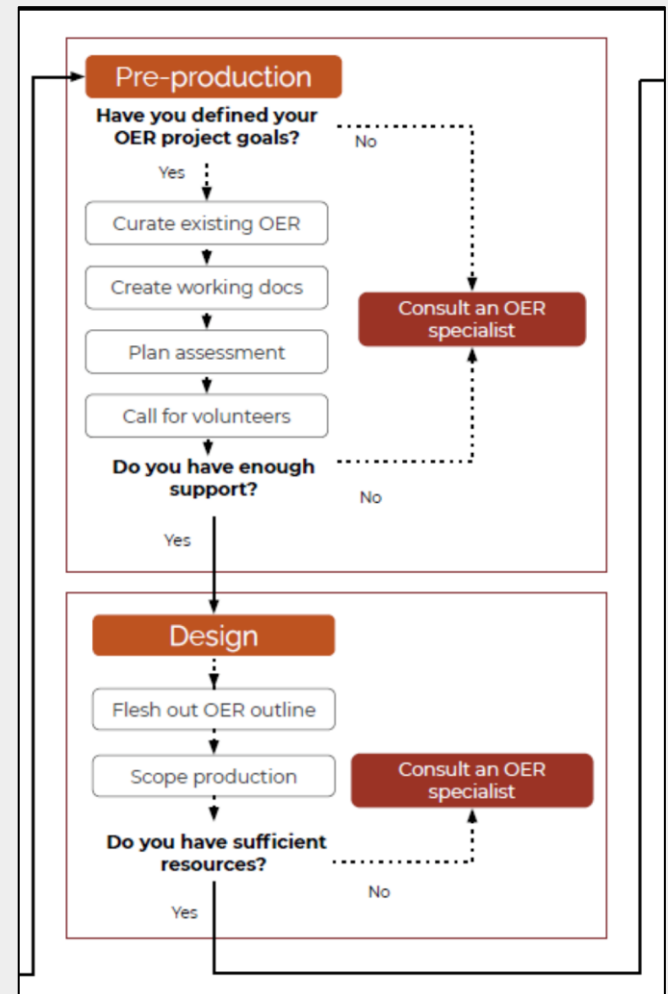 Pre-production
Have you defined your
OER project goals?
No
Yes
Curate existing OER
Create working docs
Consult an OER
specialist
Plan assessment
Call for volunteers
Do you have enough
support?
No
Yes
Design
Flesh out OER outline
Scope production
Consult an OER
specialist
Do you have sufficient
resources?
No
Yes